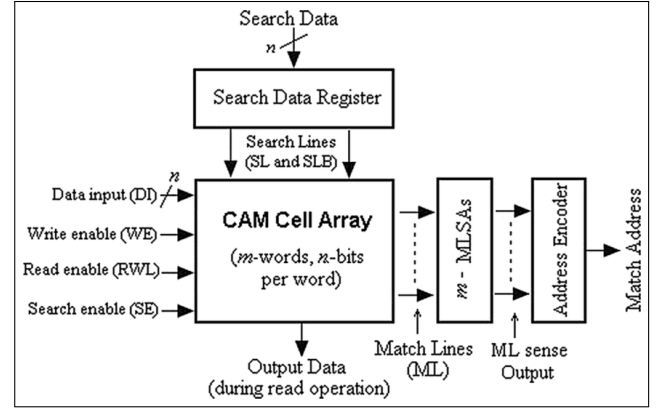 Search Data
n
Search Data Register
Search Lines
(SL and SLB)
n
Data input (DI)
Write enable (WE)
Read enable (RWL)
Search enable (SE)
CAM Cell Array
(m-words, n-bits
per word)
m - MLSAs
Address Encoder
Match Address
Output Data
(during read operation)
Match Lines
(ML)
ML sense
Output